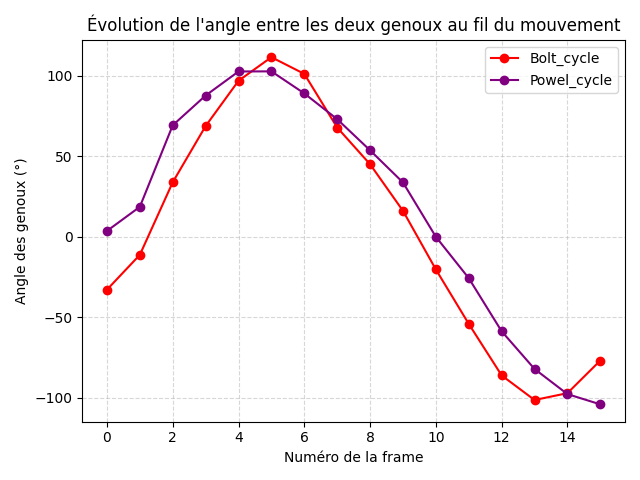 Évolution de l'angle entre les deux genoux au fil du mouvement
Bolt_cycle
Powel_cycle
Angle des genoux (°)
100
50
0
−50
−100
0 2 4 6 8 10 12 14
Numéro de la frame